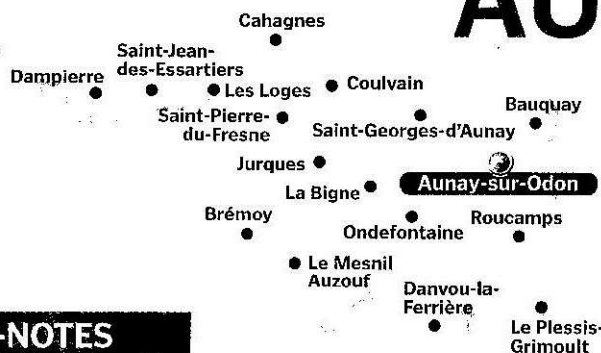 AU
Cahagnes
Saint-Jean-
des-Essartiers
Dampierre
Les Loges
Coulvain
Saint-Pierre-
du-Fresne
Saint-Georges-d'Aunay
Bauquay
Jurques
La Bigne
Aunay-sur-Odon
Brémoy
Ondefontaine
Roucamps
Le Mesnil
Auzouf
Danvou-la-
Ferrière
Le Plessis-
Grimoult
-NOTES